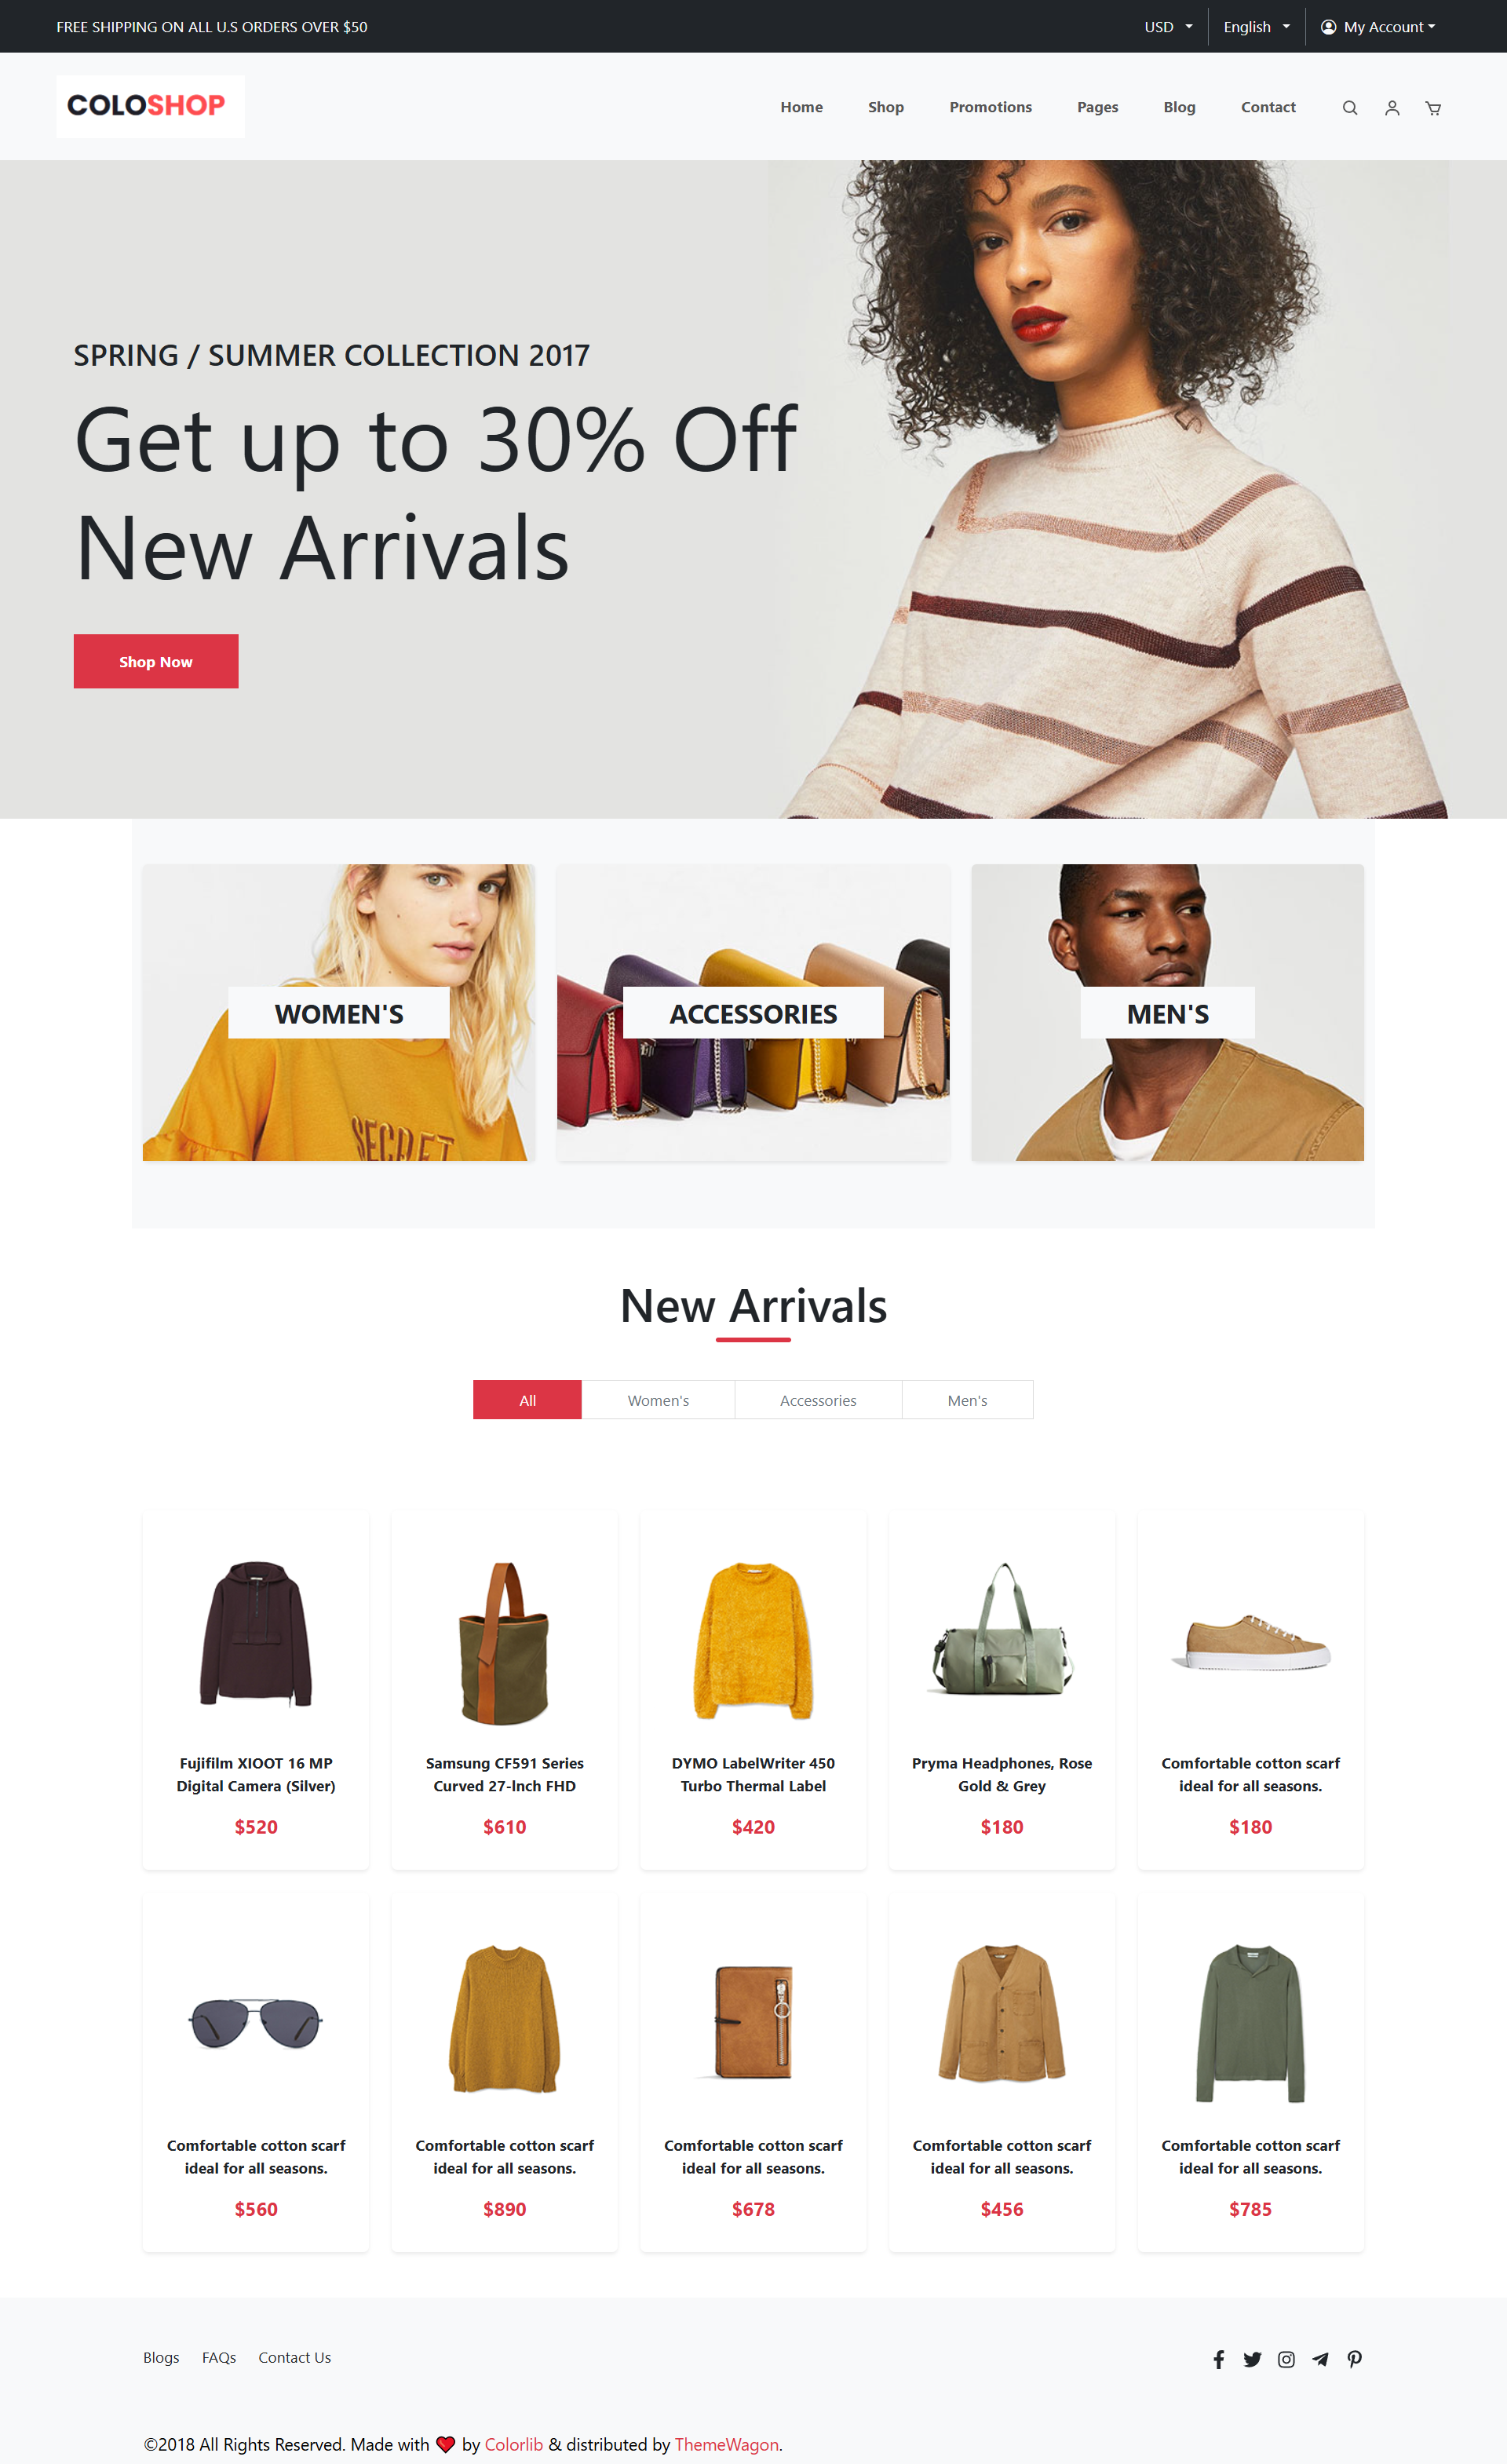 FREE SHIPPING ON ALL U.S ORDERS OVER $50
USD English My Account
COLOSHOP
Home Shop Promotions Pages Blog Contact
SPRING / SUMMER COLLECTION 2017
Get up to 30% Off
New Arrivals
Shop Now
WOMEN'S ACCESSORIES MEN'S
SECRET
New Arrivals
All Women's Accessories Men's
Fujifilm XIOOT 16 MP
Digital Camera (Silver)
$520
Samsung CF591 Series
Curved 27-lnch FHD
$610
DYMO LabelWriter 450
Turbo Thermal Label
$420
Pryma Headphones, Rose
Gold & Grey
$180
Comfortable cotton scarf
ideal for all seasons.
$180
Comfortable cotton scarf
ideal for all seasons.
$560
Comfortable cotton scarf
ideal for all seasons.
$890
Comfortable cotton scarf
ideal for all seasons.
$678
Comfortable cotton scarf
ideal for all seasons.
$456
Comfortable cotton scarf
ideal for all seasons.
$785
Blogs FAQs Contact Us
©2018 All Rights Reserved. Made with ❤ by Colorlib & distributed by ThemeWagon.